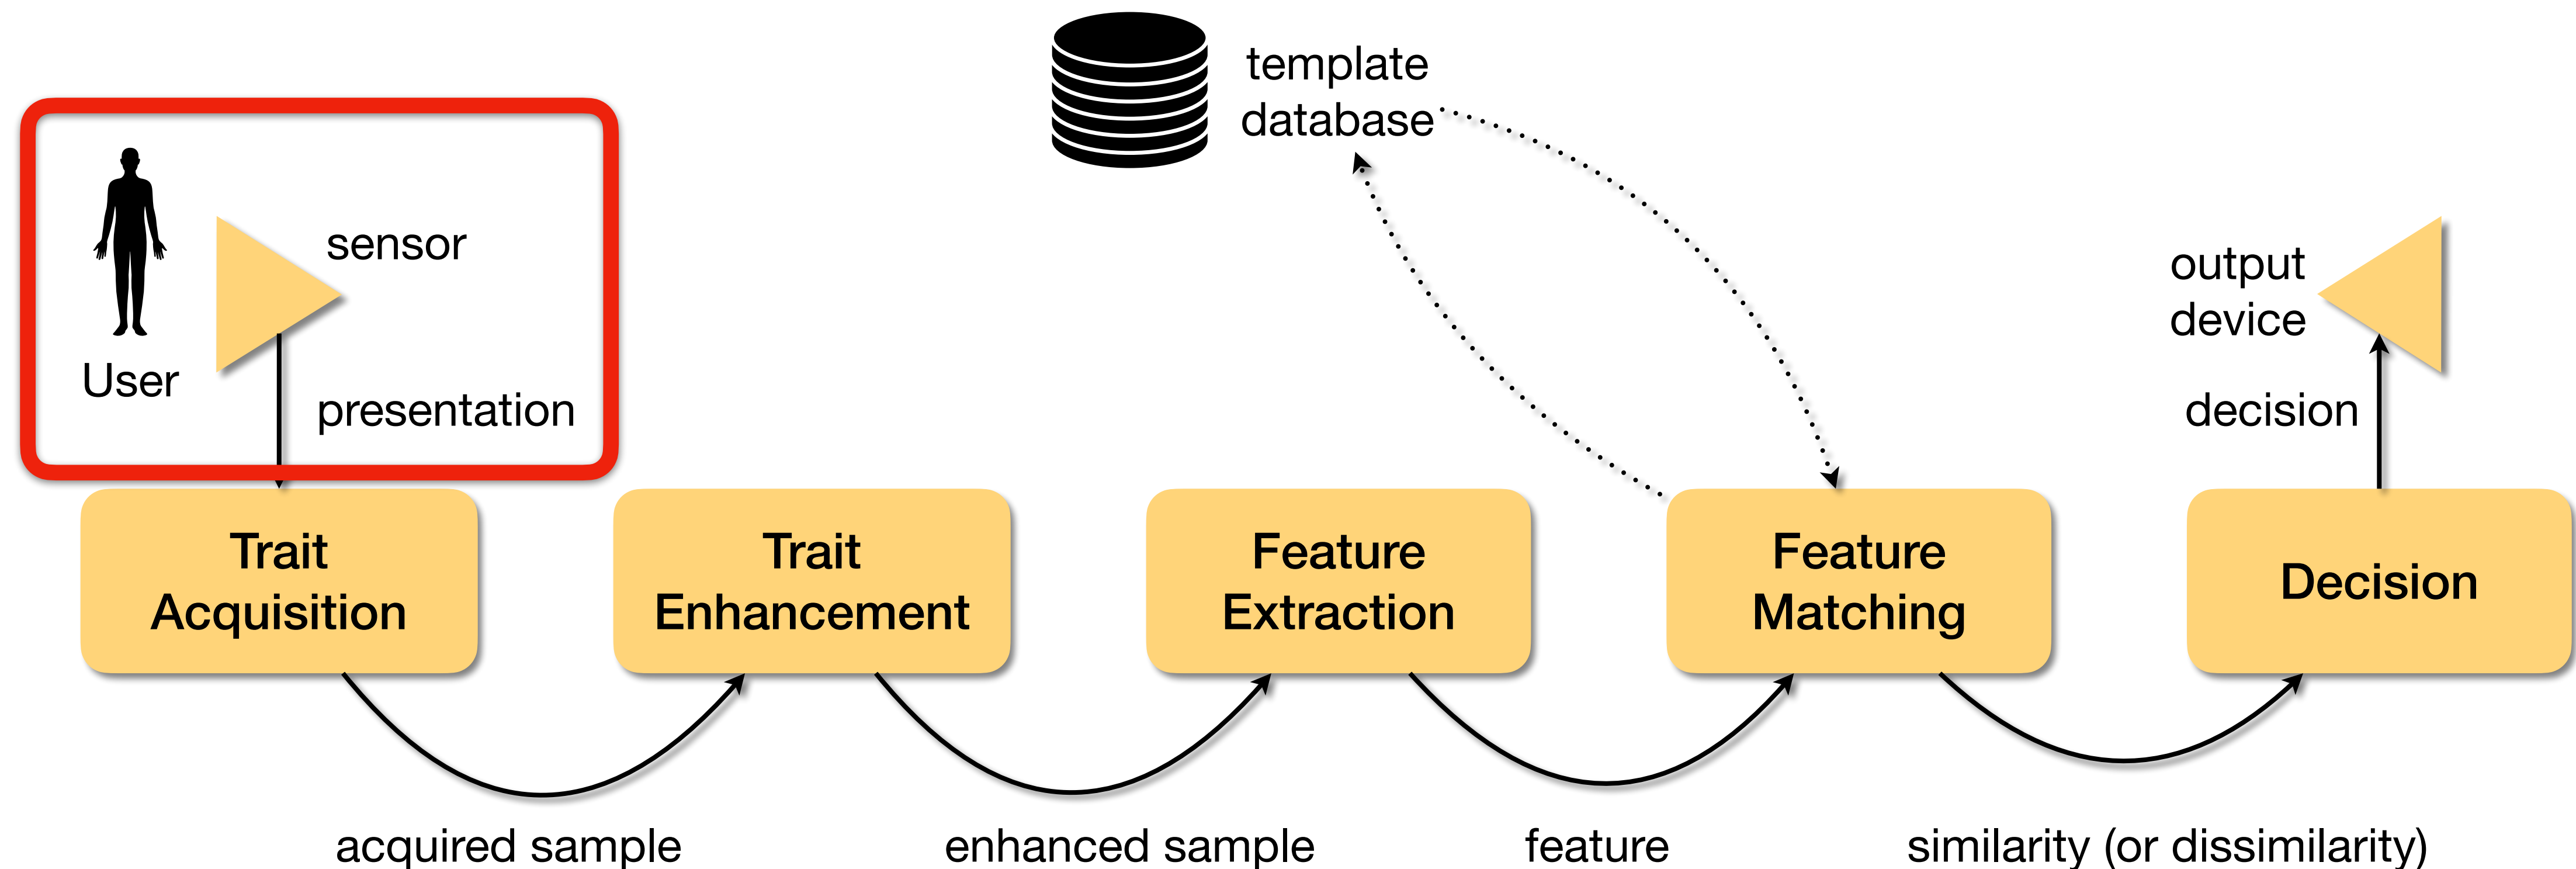 template
database
sensor
User
presentation
output
device
decision
Trait
Acquisition
Trait
Enhancement
Feature
Extraction
Feature
Matching
Decision
acquired sample
enhanced sample
feature
similarity (or dissimilarity)